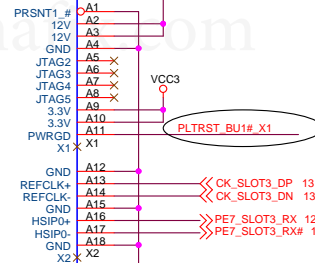 PRSNT1_# A1
12V A2
12V A3
GND A4
JTAG2 A5
JTAG3 A6
JTAG4 A7
JTAG5 A8
VCC3
3.3V A9
3.3V A10
PWRGD A11 PLTRST_BU1#_X1
X1 X1
GND A12
REFCLK+ A13 CK_SLOT3_DP 13
REFCLK- A14 CK_SLOT3_DN 13
GND A15
HSIP0+ A16 PE7_SLOT3_RX 12
HSIP0- A17 PE7_SLOT3_RX# 1
GND A18
X2 X2